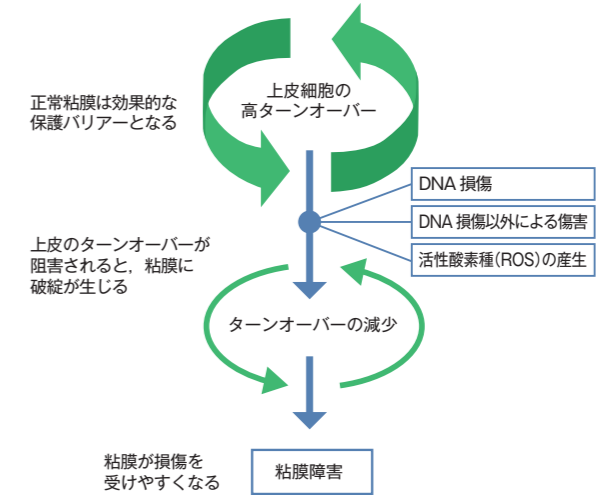 上皮細胞の
高ターンオーバー
正常粘膜は効果的な
保護バリアーとなる
DNA 損傷
DNA 損傷以外による傷害
活性酸素種（ROS）の産生
上皮のターンオーバーが
阻害されると，粘膜に
破綻が生じる
ターンオーバーの減少
粘膜が損傷を
受けやすくなる
粘膜障害